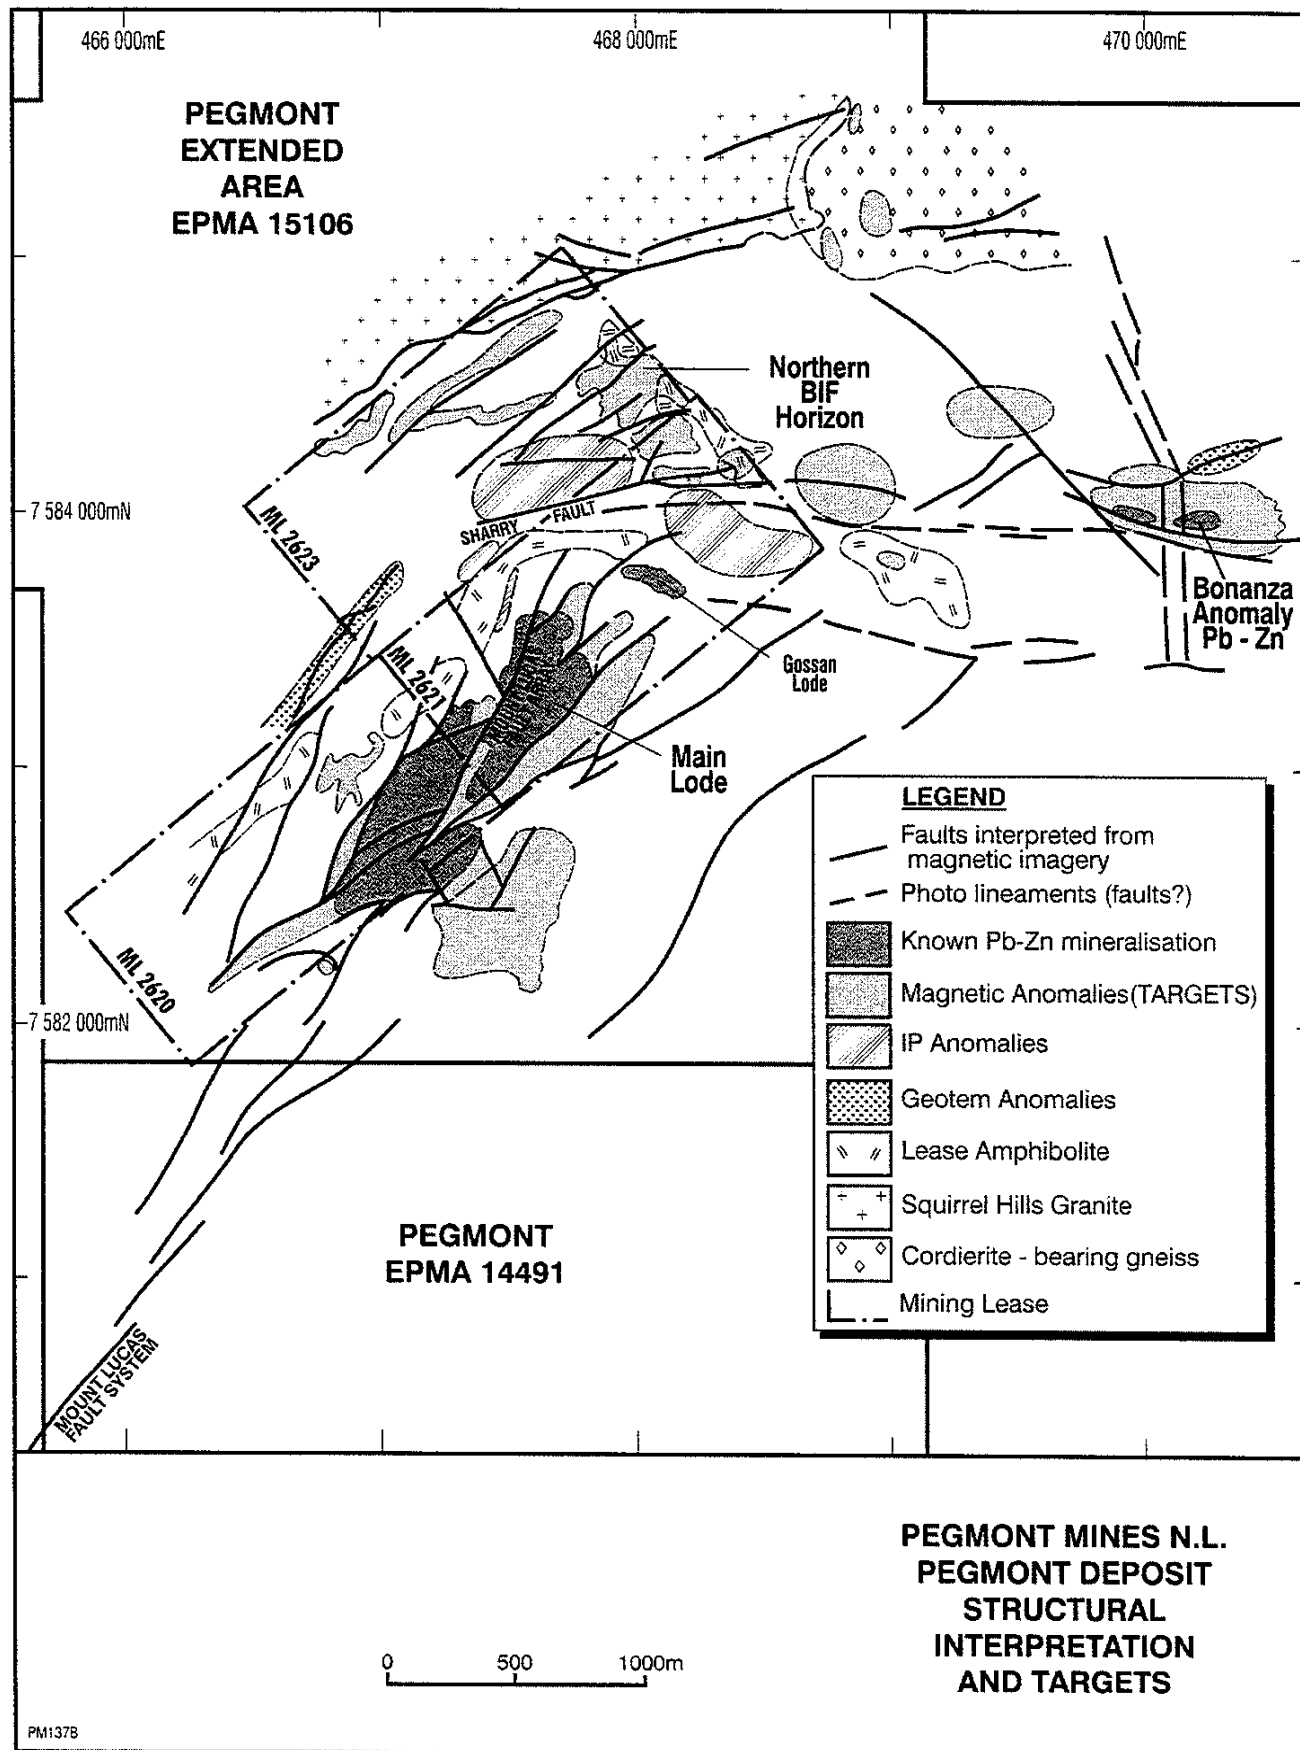 466 000mE
468 000mE
470 000mE
PEGMONT
EXTENDED
AREA
EPMA 15106
Northern
BIF
Horizon
7 584 000mN
ML 2623
SHARRY FAULT
Bonanza
Anomaly
Pb - Zn
Gossan
Lode
ML 2621
Main
Lode
ML 2620
7 582 000mN
LEGEND
Faults interpreted from
magnetic imagery
Photo lineaments (faults?)
Known Pb-Zn mineralisation
Magnetic Anomalies(TARGETS)
IP Anomalies
Geotem Anomalies
Lease Amphibolite
Squirrel Hills Granite
Cordierite - bearing gneiss
Mining Lease
PEGMONT
EPMA 14491
MOUNT LUCAS
FAULT SYSTEM
PEGMONT MINES N.L.
PEGMONT DEPOSIT
STRUCTURAL
INTERPRETATION
AND TARGETS
0 500 1000m
PM137B